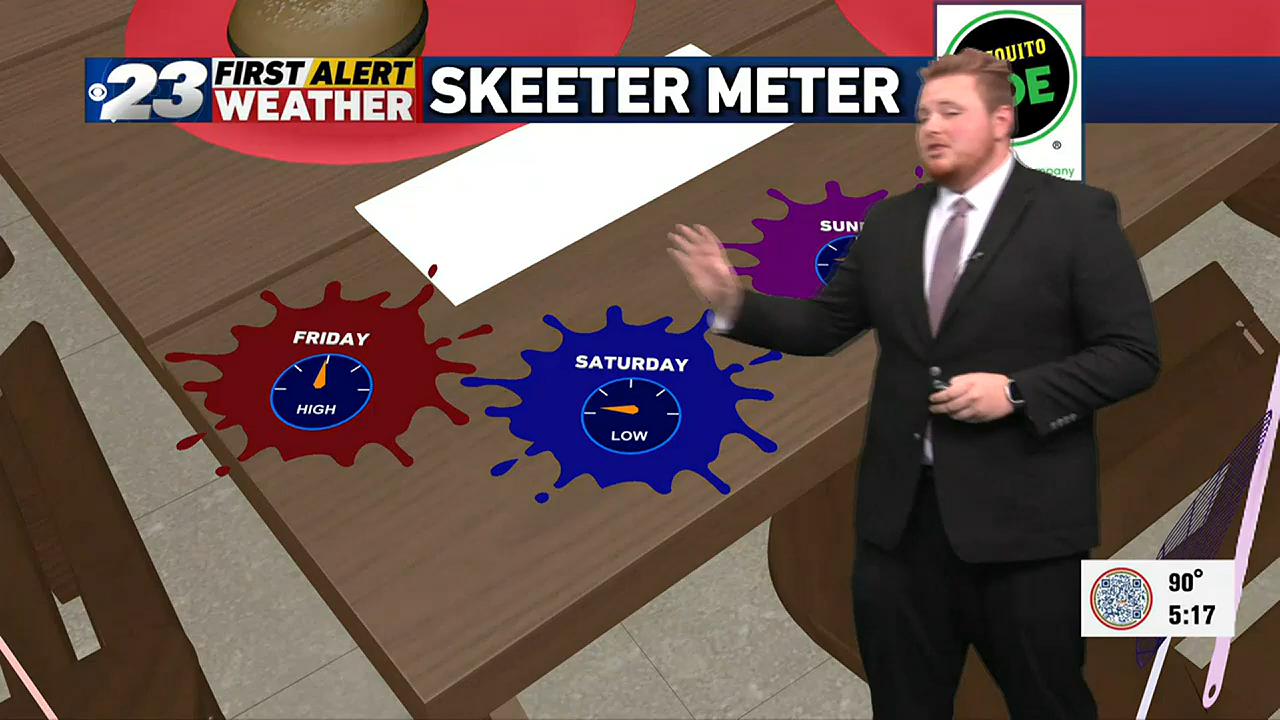 23 FIRST ALERT
WEATHER
SKEETER METER
FRIDAY
HIGH
SATURDAY
LOW
90°
5:17